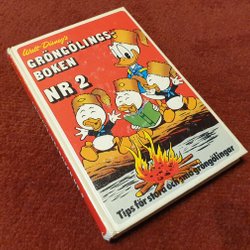 Walt Disney's
GRÖNGÖLINGS-
BOKEN
NR 2
Tips för stora och små gröngölingar